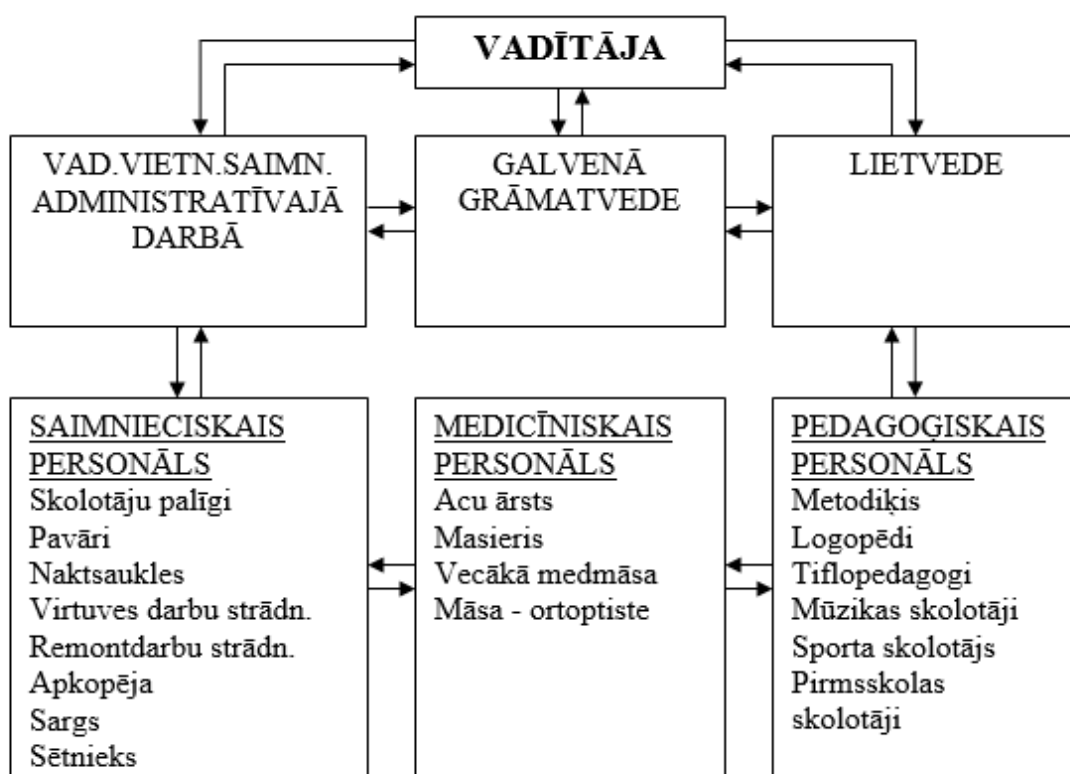 VADĪTĀJA
VAD.VIETN.SAIMN.
ADMINISTRATĪVAJĀ
DARBĀ
GALVENĀ
GRĀMATVEDE
LIETVEDE
SAIMNIECISKAIS
PERSONĀLS
Skolotāju palīgi
Pavāri
Naktsaukles
Virtuves darbu strādn.
Remontdarbu strādn.
Apkopēja
Sargs
Sētnieks
MEDICĪNISKAIS
PERSONĀLS
Acu ārsts
Masieris
Vecākā medmāsa
Māsa - ortoptiste
PEDAGOĢISKAIS
PERSONĀLS
Metodiķis
Logopēdi
Tiflopedagogi
Mūzikas skolotāji
Sporta skolotājs
Pirmsskolas
skolotāji